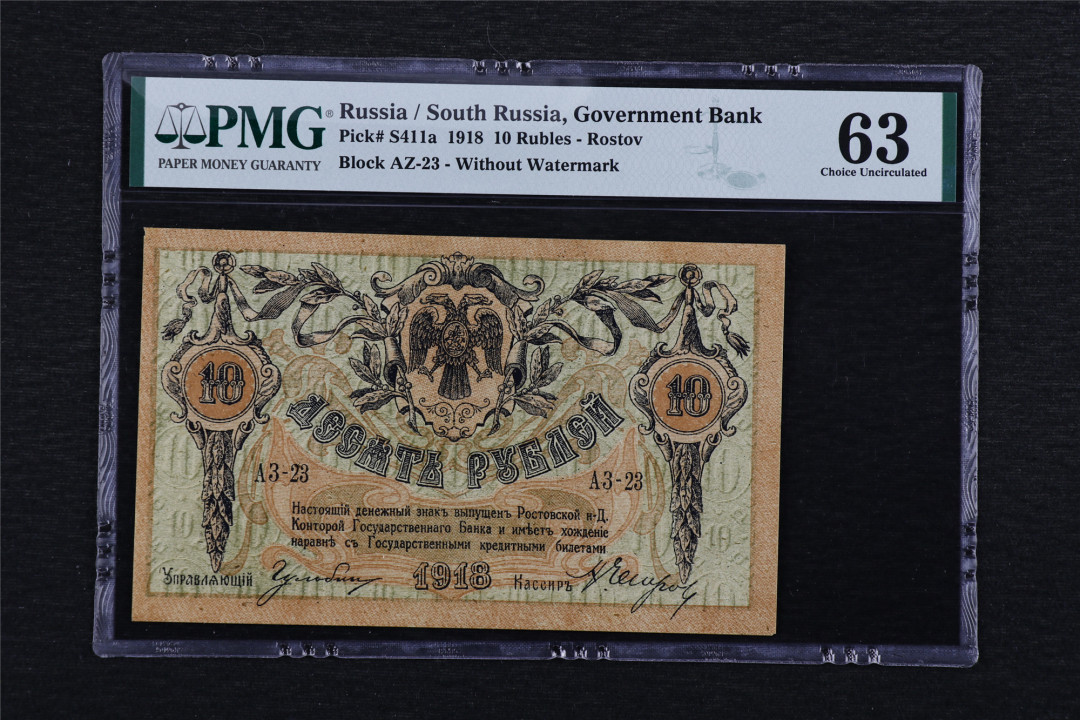 PMG®
PAPER MONEY GUARANTY
Russia / South Russia, Government Bank
Pick# S411a 1918 10 Rubles - Rostov
Block AZ-23 - Without Watermark
63
Choice Uncirculated
10
10
ДЕСЯТЬ РУБЛЕЙ
АЗ-23
АЗ-23
Настоящій денежный знакъ выпущенъ Ростовской н-Д.
Конторой Государственнаго Банка и имѣетъ хожденіе
наравнѣ съ Государственными кредитными билетами
Управляющій
1918
Кассиръ